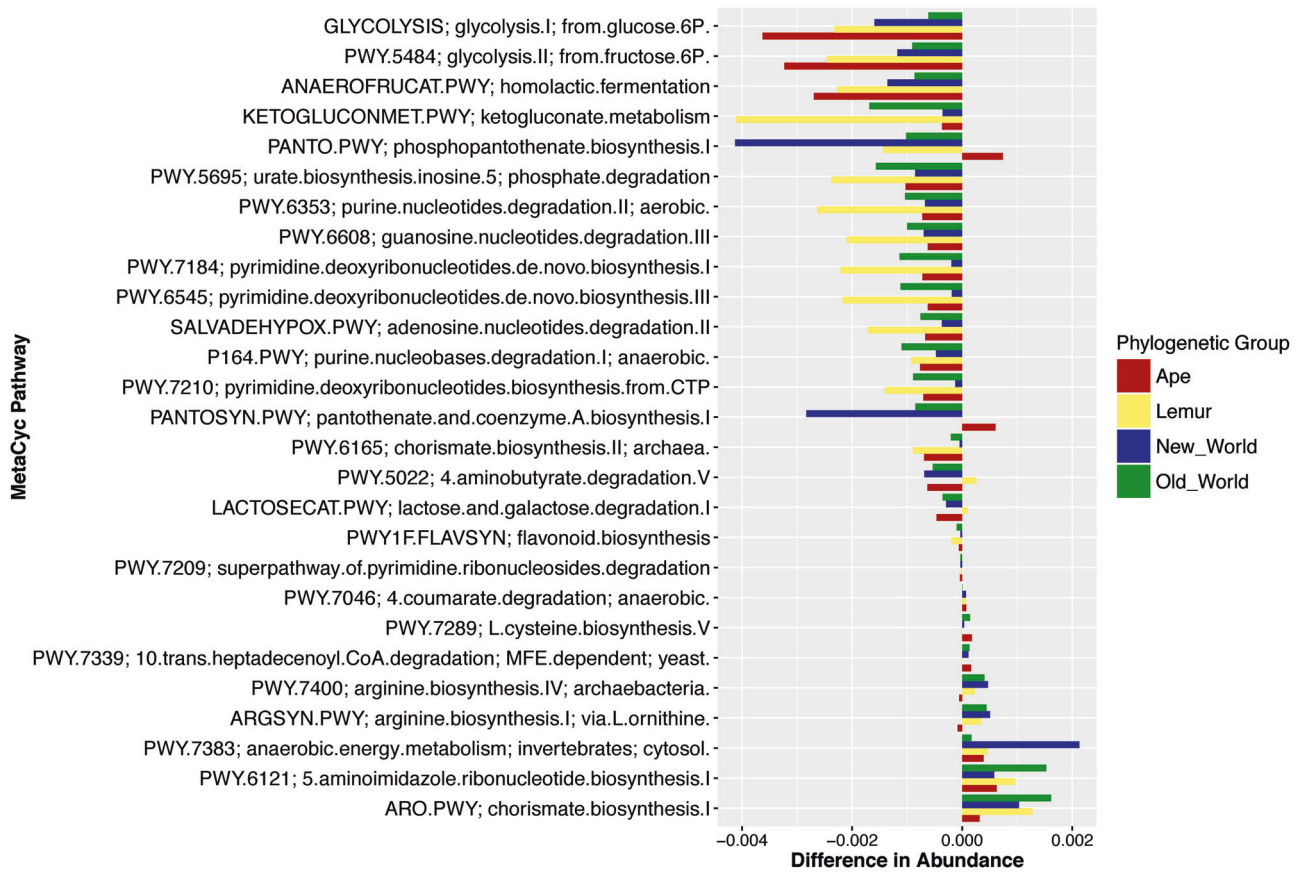 GLYCOLYSIS; glycolysis.I; from.glucose.6P.
PWY.5484; glycolysis.II; from.fructose.6P.
ANAEROFRUCAT.PWY; homolactic.fermentation
KETOGLUCONMET.PWY; ketogluconate.metabolism
PANTO.PWY; phosphopantothenate.biosynthesis.I
PWY.5695; urate.biosynthesis.inosine.5; phosphate.degradation
PWY.6353; purine.nucleotides.degradation.II; aerobic.
PWY.6608; guanosine.nucleotides.degradation.III
PWY.7184; pyrimidine.deoxyribonucleotides.de.novo.biosynthesis.I
PWY.6545; pyrimidine.deoxyribonucleotides.de.novo.biosynthesis.III
SALVADEHYPOX.PWY; adenosine.nucleotides.degradation.II
P164.PWY; purine.nucleobases.degradation.I; anaerobic.
PWY.7210; pyrimidine.deoxyribonucleotides.biosynthesis.from.CTP
PANTOSYN.PWY; pantothenate.and.coenzyme.A.biosynthesis.I
PWY.6165; chorismate.biosynthesis.II; archaea.
PWY.5022; 4.aminobutyrate.degradation.V
LACTOSECAT.PWY; lactose.and.galactose.degradation.I
PWY1F.FLAVSYN; flavonoid.biosynthesis
PWY.7209; superpathway.of.pyrimidine.ribonucleosides.degradation
PWY.7046; 4.coumarate.degradation; anaerobic.
PWY.7289; L.cysteine.biosynthesis.V
PWY.7339; 10.trans.heptadecenoyl.CoA.degradation; MFE.dependent; yeast.
PWY.7400; arginine.biosynthesis.IV; archaebacteria.
ARGSYN.PWY; arginine.biosynthesis.I; via.L.ornithine.
PWY.7383; anaerobic.energy.metabolism; invertebrates; cytosol.
PWY.6121; 5.aminoimidazole.ribonucleotide.biosynthesis.I
ARO.PWY; chorismate.biosynthesis.I
MetaCyc Pathway
−0.004 −0.002 0.000 0.002
Difference in Abundance
Phylogenetic Group
Ape
Lemur
New_World
Old_World